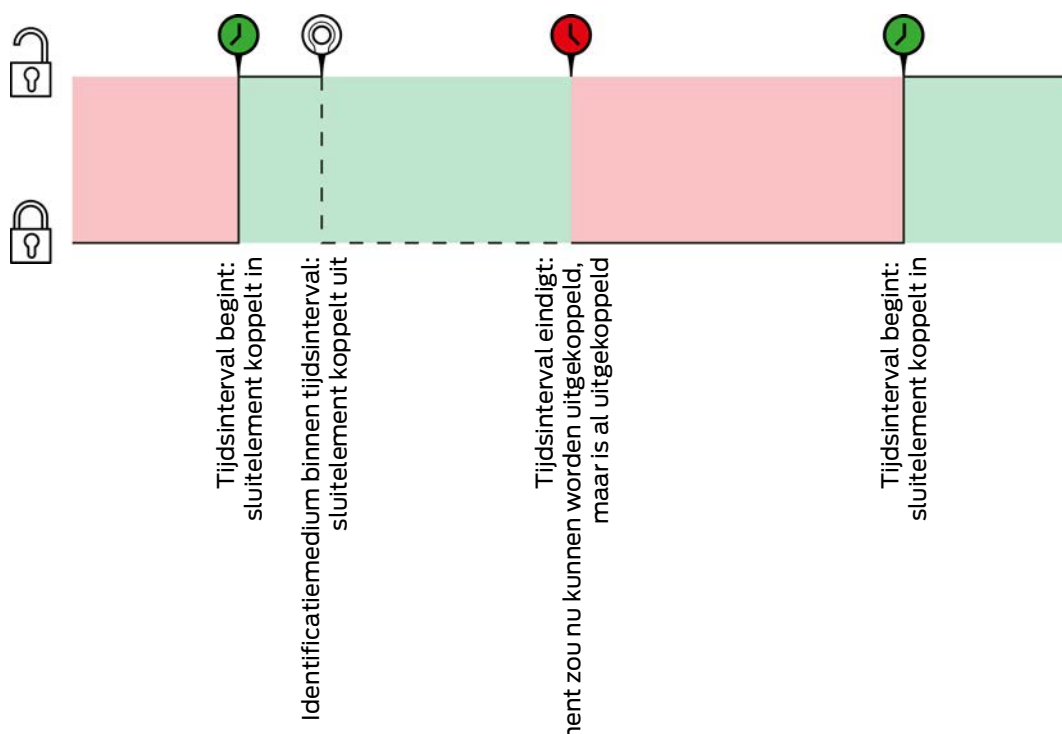 Tijdsinterval begint:
sluitelement koppelt in
Identificatiemedium binnen tijdsinterval:
sluitelement koppelt uit
Tijdsinterval eindigt:
zou nu kunnen worden uitgekoppeld,
maar is al uitgekoppeld
Tijdsinterval begint:
sluitelement koppelt in